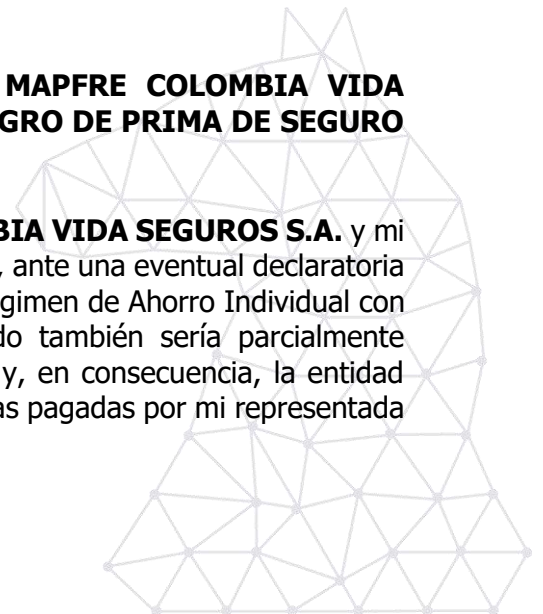 MAPFRE COLOMBIA VIDA
GRO DE PRIMA DE SEGURO
BIA VIDA SEGUROS S.A. y mi
, ante una eventual declaratoria
gimen de Ahorro Individual con
do también sería parcialmente
y, en consecuencia, la entidad
as pagadas por mi representada